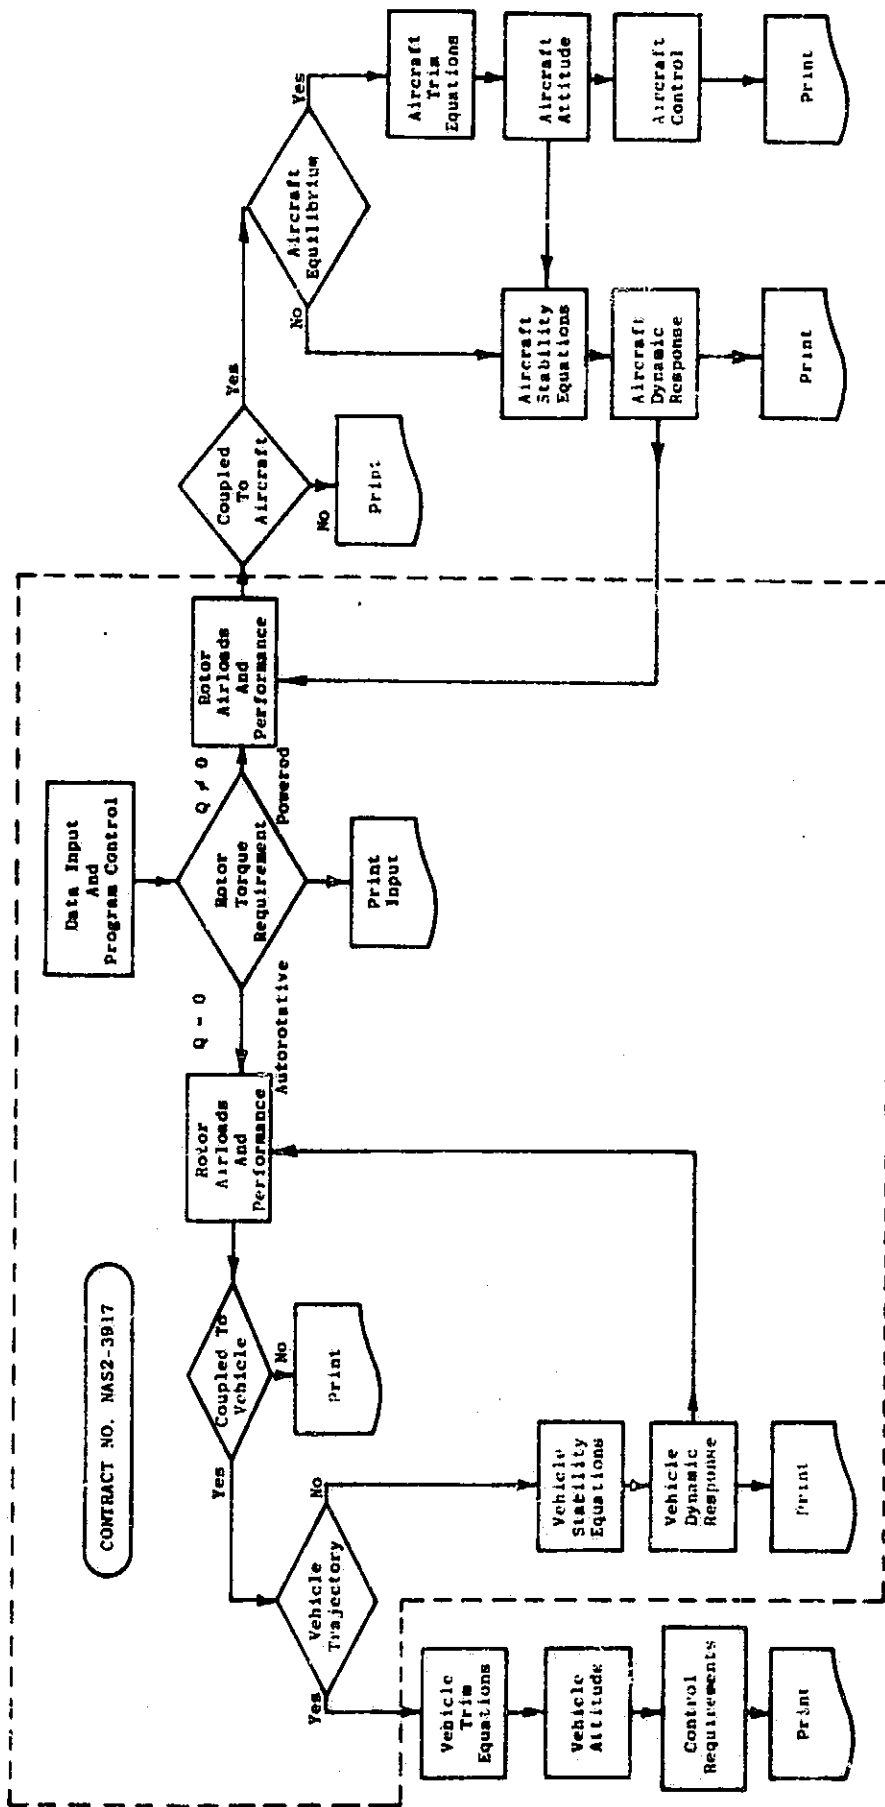 CONTRACT NO. NAS2-3917
Data Input
And
Program Control
Rotor
Torque
Requirement
Q = 0
Autorotative
Q ≠ 0
Powered
Print
Input
Rotor
Airloads
And
Performance
Coupled To
Vehicle
Yes
No
Print
Vehicle
Trajectory
Yes
No
Vehicle
Trim
Equations
Vehicle
Attitude
Control
Requirements
Print
Vehicle
Stability
Equations
Vehicle
Dynamic
Response
Print
Rotor
Airloads
And
Performance
Coupled
To
Aircraft
Yes
No
Print
Aircraft
Equilibrium
No
Yes
Aircraft
Stability
Equations
Aircraft
Dynamic
Response
Print
Aircraft
Trim
Equations
Aircraft
Attitude
Aircraft
Control
Print